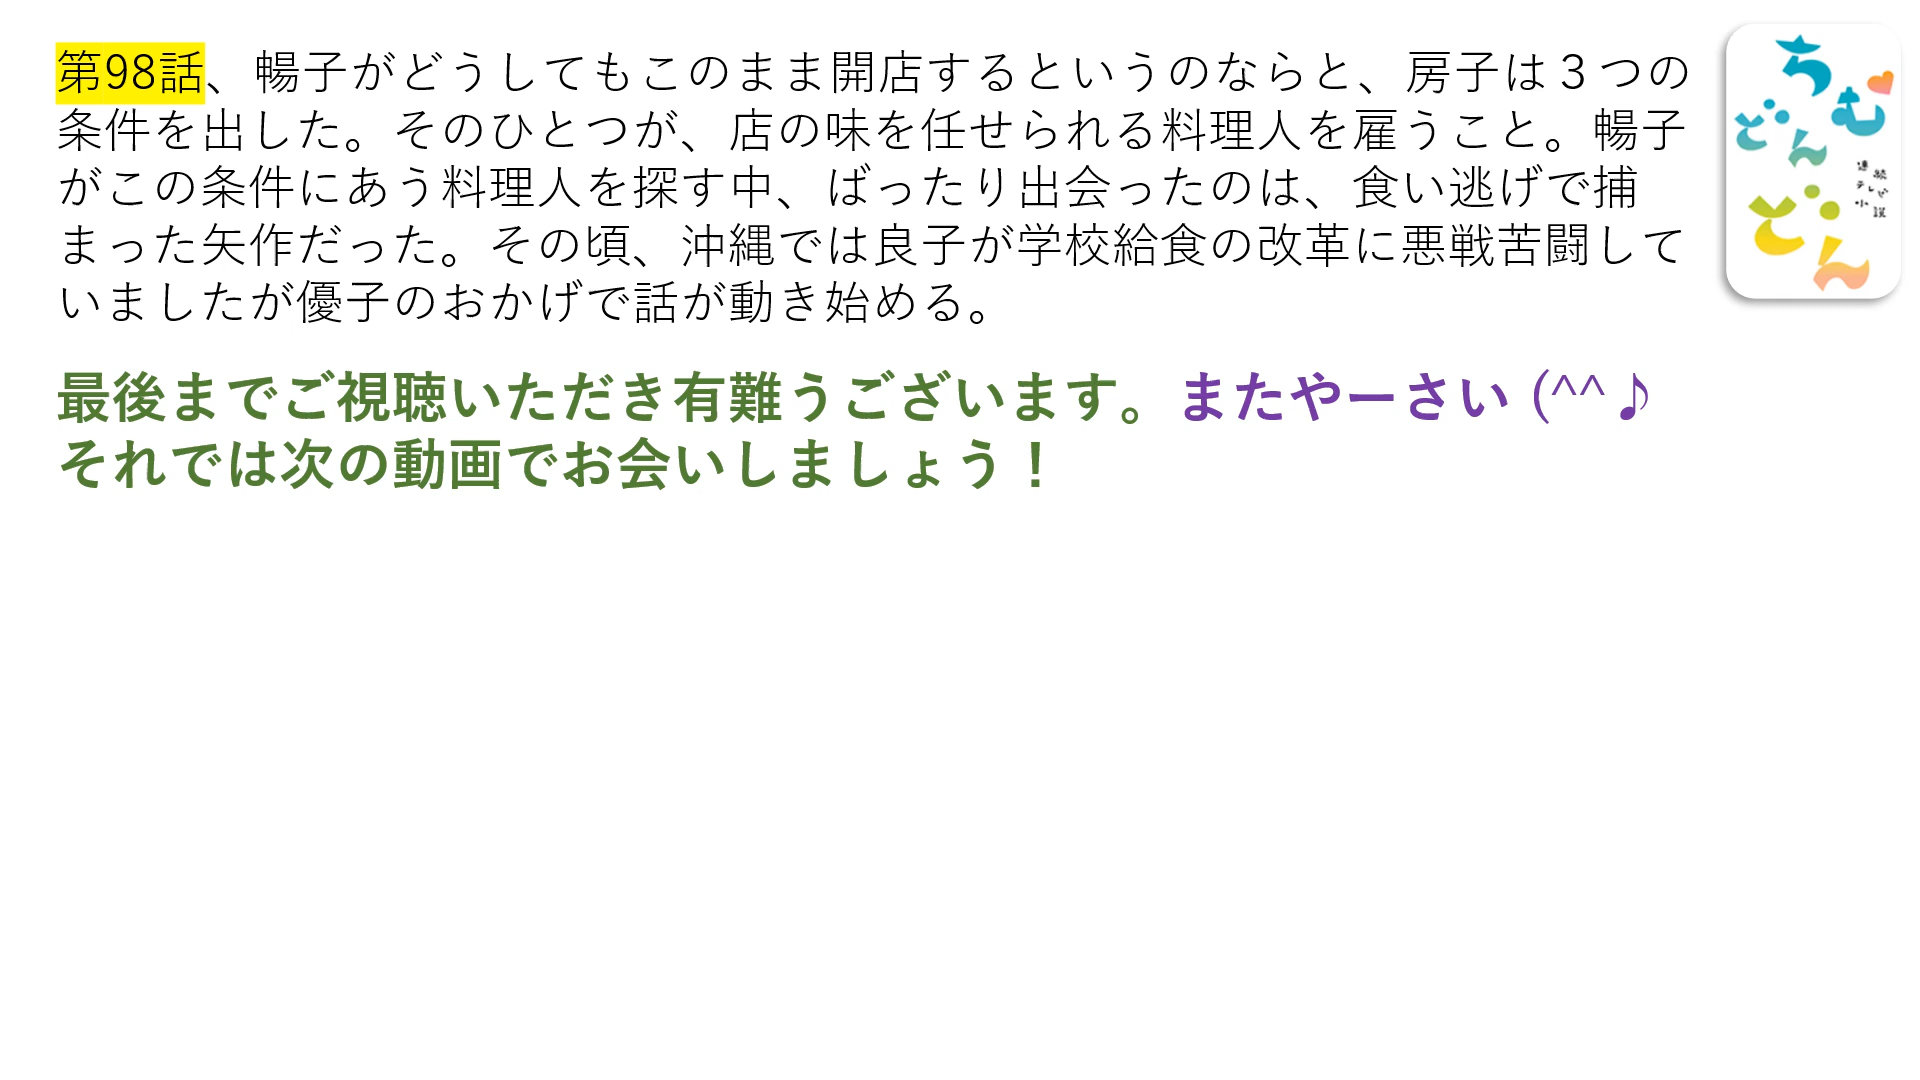 第98話、暢子がどうしてもこのまま開店するというのならと、房子は３つの
条件を出した。そのひとつが、店の味を任せられる料理人を雇うこと。暢子
がこの条件にあう料理人を探す中、ばったり出会ったのは、食い逃げで捕
まった矢作だった。その頃、沖縄では良子が学校給食の改革に悪戦苦闘して
いましたが優子のおかげで話が動き始める。
最後までご視聴いただき有難うございます。またやーさい (^^♪
それでは次の動画でお会いしましょう！
ちむ
どん
どん
連続
テレビ
小説